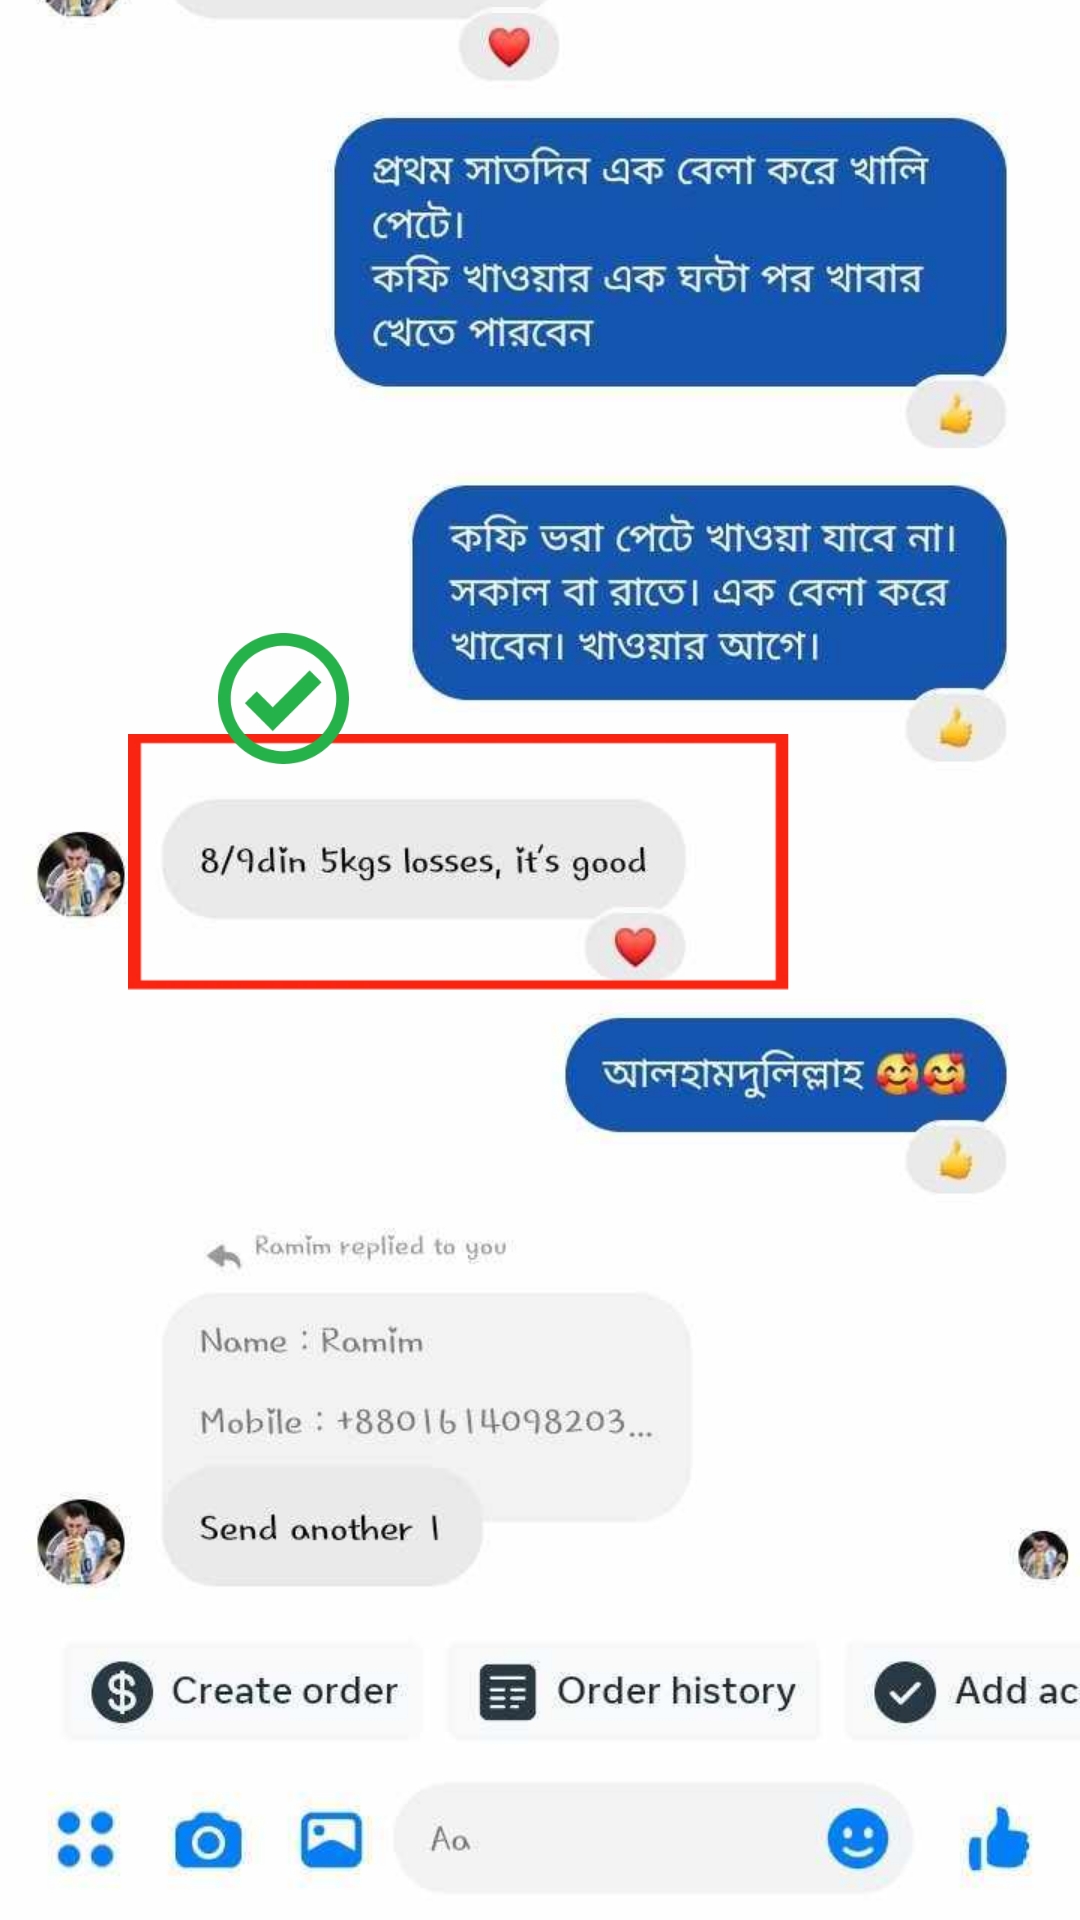 প্রথম সাতদিন এক বেলা করে খালি
পেটে।
কফি খাওয়ার এক ঘন্টা পর খাবার
খেতে পারবেন
কফি ভরা পেটে খাওয়া যাবে না।
সকাল বা রাতে। এক বেলা করে
খাবেন। খাওয়ার আগে।
8/9din 5kgs losses, it's good
আলহামদুলিল্লাহ 🥰🥰
Ramim replied to you
Name : Ramim
Mobile : +8801614098203...
Send another 1
Create order
Order history
Add ac
Aa